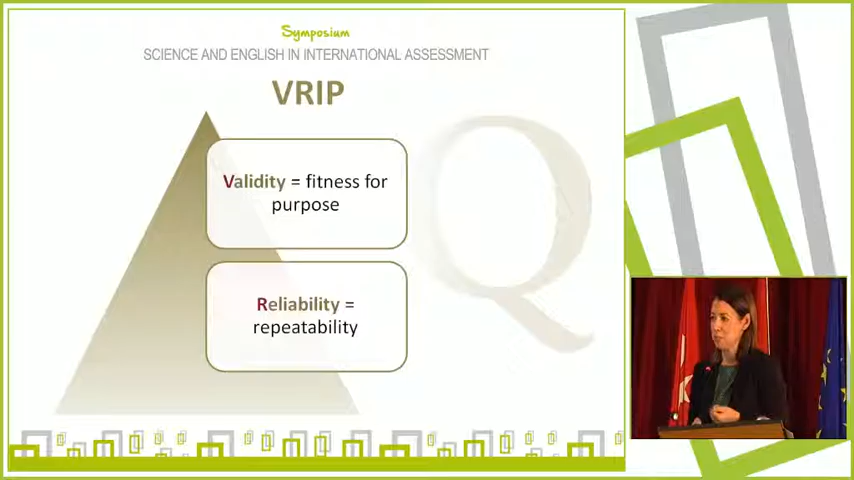 Symposium
SCIENCE AND ENGLISH IN INTERNATIONAL ASSESSMENT
VRIP
Validity = fitness for
purpose
Reliability =
repeatability
Q